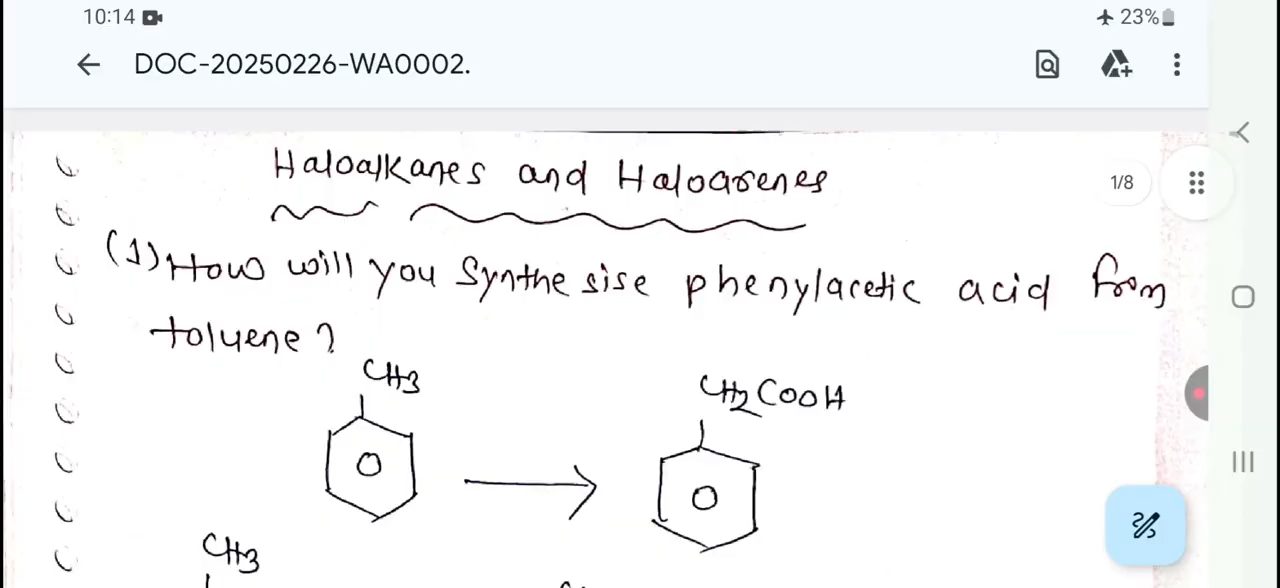 10:14
23%
DOC-20250226-WA0002.
Haloalkanes and Haloarenes
1/8
(1) How will you Synthesise phenylacetic acid from
toluene?
CH3
CH2COOH
CH3